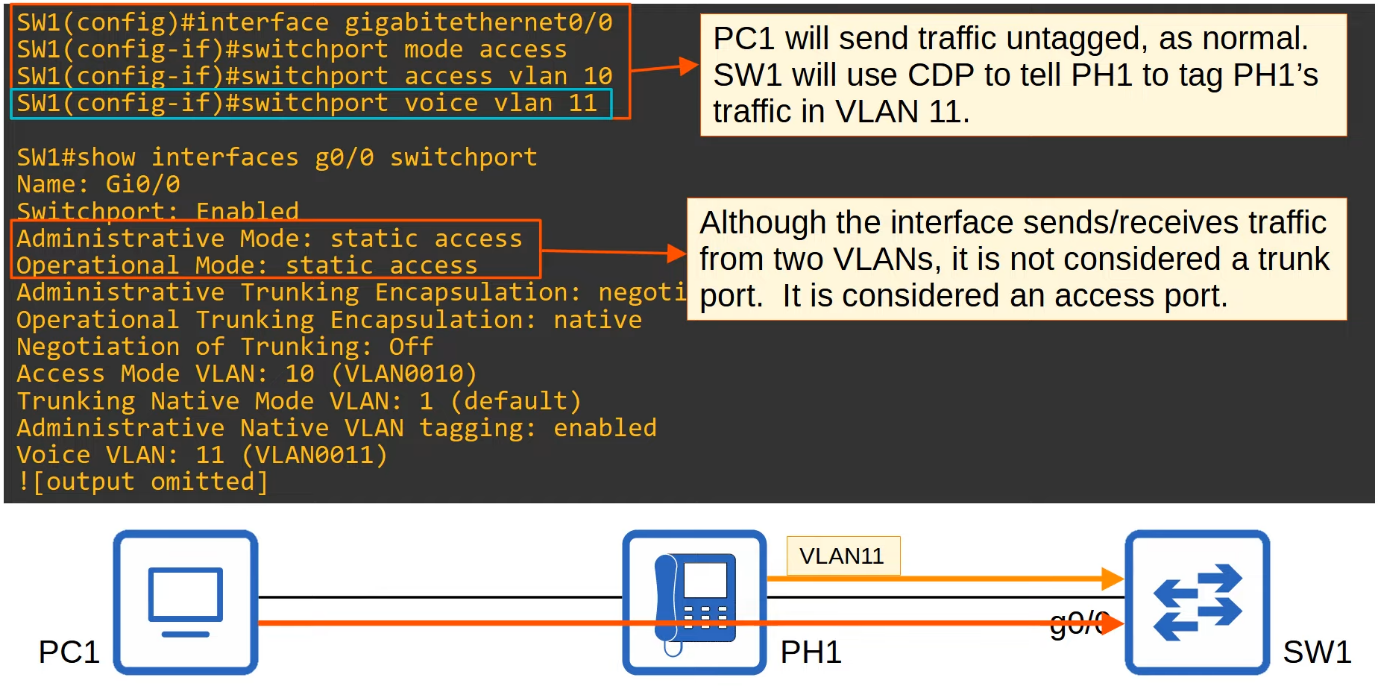 SW1(config)#interface gigabitethernet0/0
SW1(config-if)#switchport mode access
SW1(config-if)#switchport access vlan 10
SW1(config-if)#switchport voice vlan 11
PC1 will send traffic untagged, as normal.
SW1 will use CDP to tell PH1 to tag PH1’s
traffic in VLAN 11.
SW1#show interfaces g0/0 switchport
Name: Gi0/0
Switchport: Enabled
Administrative Mode: static access
Operational Mode: static access
Administrative Trunking Encapsulation: negoti
Operational Trunking Encapsulation: native
Negotiation of Trunking: Off
Access Mode VLAN: 10 (VLAN0010)
Trunking Native Mode VLAN: 1 (default)
Administrative Native VLAN tagging: enabled
Voice VLAN: 11 (VLAN0011)
![output omitted]
Although the interface sends/receives traffic
from two VLANs, it is not considered a trunk
port.  It is considered an access port.
VLAN11
g0/0
PC1
PH1
SW1